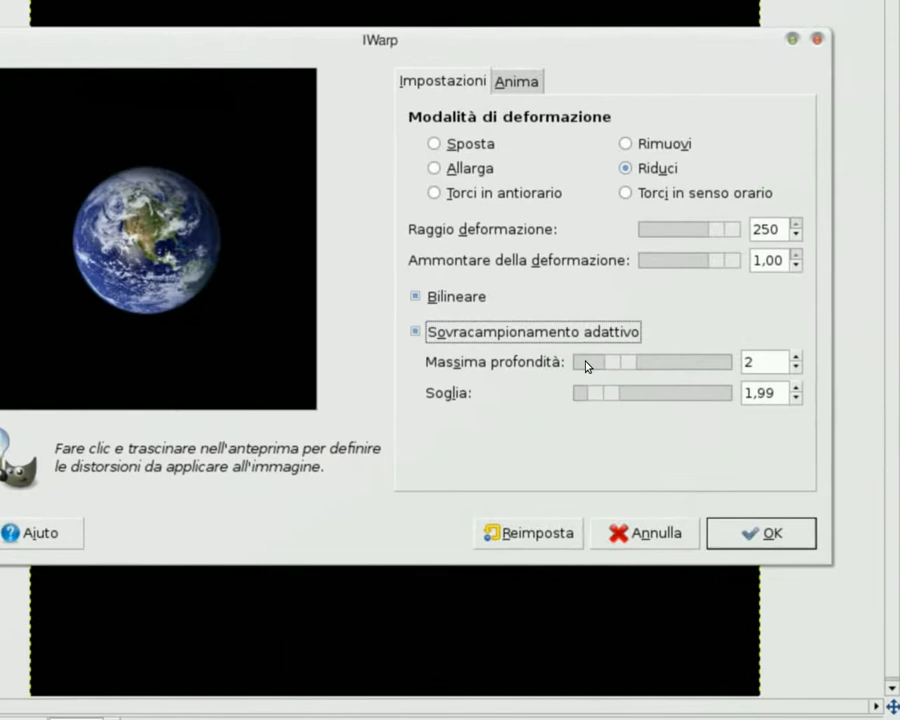 IWarp
Impostazioni Anima
Modalità di deformazione
Sposta Rimuovi
Allarga Riduci
Torci in antiorario Torci in senso orario
Raggio deformazione: 250
Ammontare della deformazione: 1,00
Bilineare
Sovracampionamento adattivo
Massima profondità: 2
Soglia: 1,99
Fare clic e trascinare nell'anteprima per definire
le distorsioni da applicare all'immagine.
Aiuto Reimposta Annulla OK